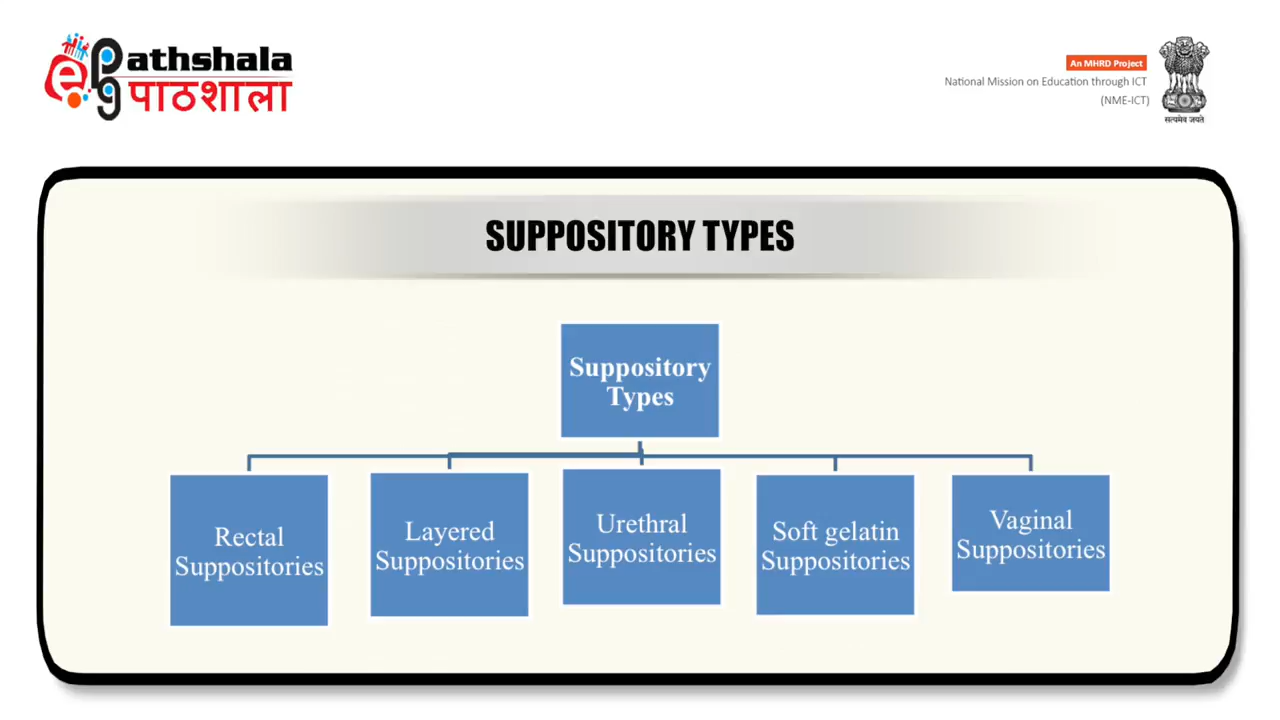 e pg Pathshala
पाठशाला
An MHRD Project
National Mission on Education through ICT
(NME-ICT)
सत्यमेव जयते
SUPPOSITORY TYPES
Suppository
Types
Rectal
Suppositories
Layered
Suppositories
Urethral
Suppositories
Soft gelatin
Suppositories
Vaginal
Suppositories